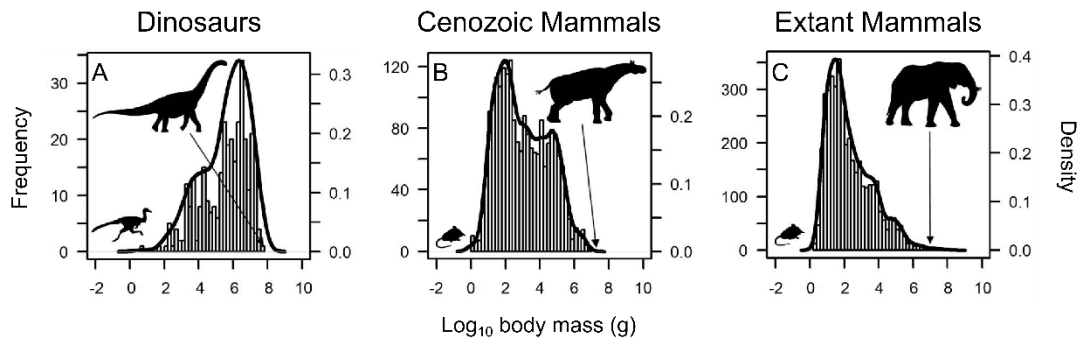 Dinosaurs
Cenozoic Mammals
Extant Mammals
Frequency
A
30
20
10
0
0.3
0.2
0.1
0.0
-2 0 2 4 6 8 10
B
120
80
40
0
0.2
0.1
0.0
-2 0 2 4 6 8 10
C
300
200
100
0
0.4
0.3
0.2
0.1
0.0
-2 0 2 4 6 8 10
Density
Log10 body mass (g)